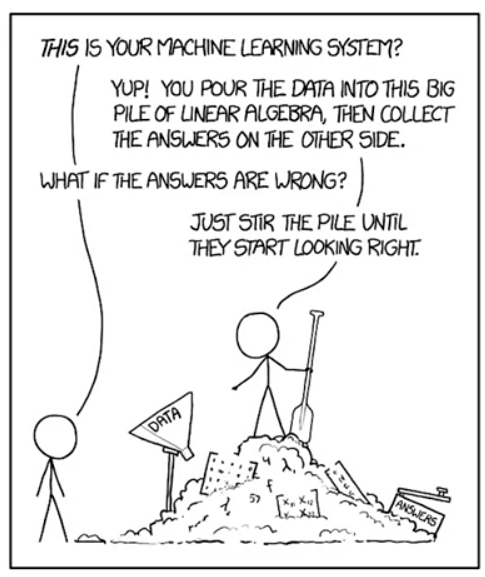 THIS IS YOUR MACHINE LEARNING SYSTEM?
YUP! YOU POUR THE DATA INTO THIS BIG
PILE OF LINEAR ALGEBRA, THEN COLLECT
THE ANSWERS ON THE OTHER SIDE.
WHAT IF THE ANSWERS ARE WRONG?
JUST STIR THE PILE UNTIL
THEY START LOOKING RIGHT.
DATA
ANSWERS